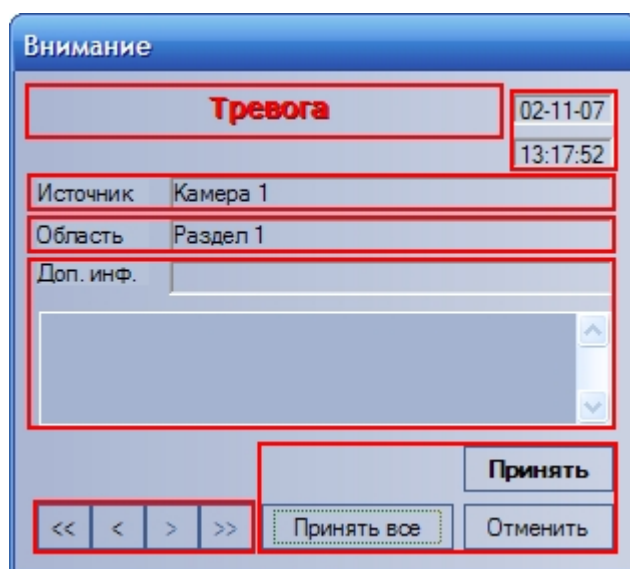 Внимание
Тревога
02-11-07
13:17:52
Источник Камера 1
Область Раздел 1
Доп. инф.
Принять
<< < > >> Принять все Отменить